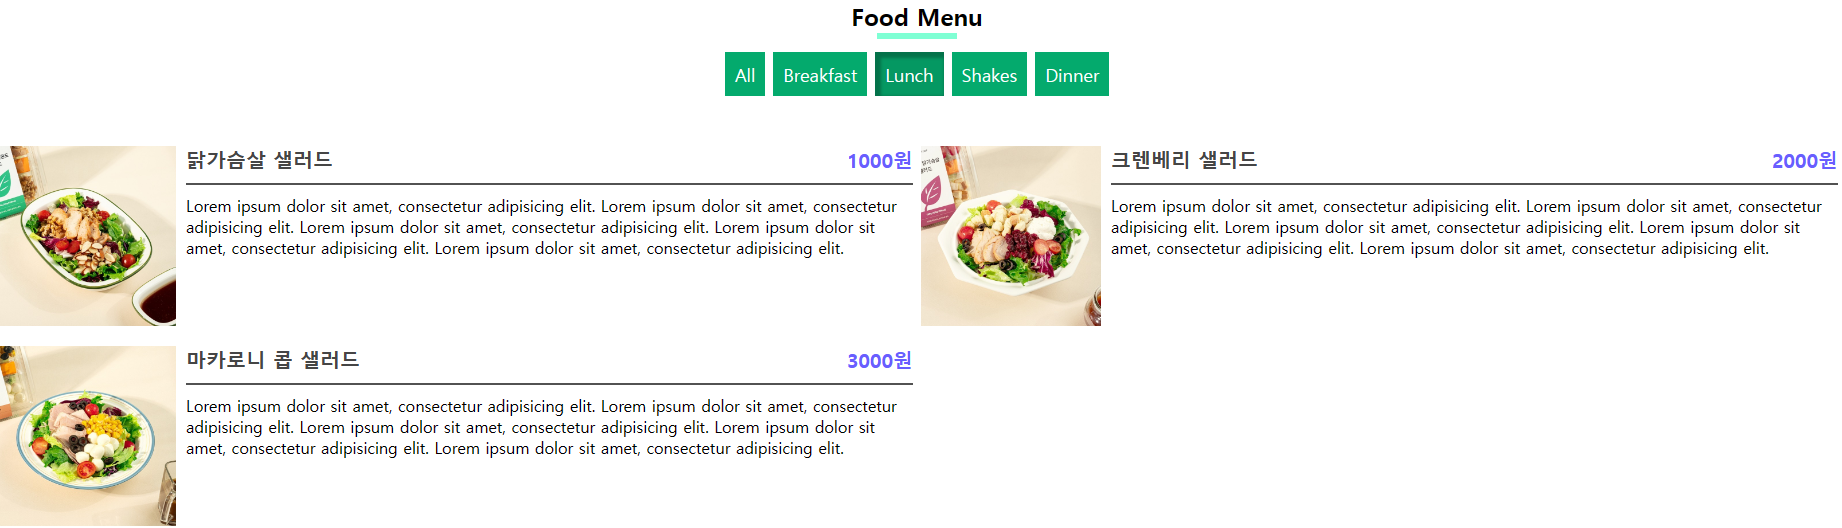 Food Menu
All Breakfast Lunch Shakes Dinner
닭가슴살 샐러드 1000원
Lorem ipsum dolor sit amet, consectetur adipisicing elit. Lorem ipsum dolor sit amet, consectetur
adipisicing elit. Lorem ipsum dolor sit amet, consectetur adipisicing elit. Lorem ipsum dolor sit
amet, consectetur adipisicing elit. Lorem ipsum dolor sit amet, consectetur adipisicing elit.
크렌베리 샐러드 2000원
Lorem ipsum dolor sit amet, consectetur adipisicing elit. Lorem ipsum dolor sit amet, consectetur
adipisicing elit. Lorem ipsum dolor sit amet, consectetur adipisicing elit. Lorem ipsum dolor sit
amet, consectetur adipisicing elit. Lorem ipsum dolor sit amet, consectetur adipisicing elit.
마카로니 콥 샐러드 3000원
Lorem ipsum dolor sit amet, consectetur adipisicing elit. Lorem ipsum dolor sit amet, consectetur
adipisicing elit. Lorem ipsum dolor sit amet, consectetur adipisicing elit. Lorem ipsum dolor sit
amet, consectetur adipisicing elit. Lorem ipsum dolor sit amet, consectetur adipisicing elit.